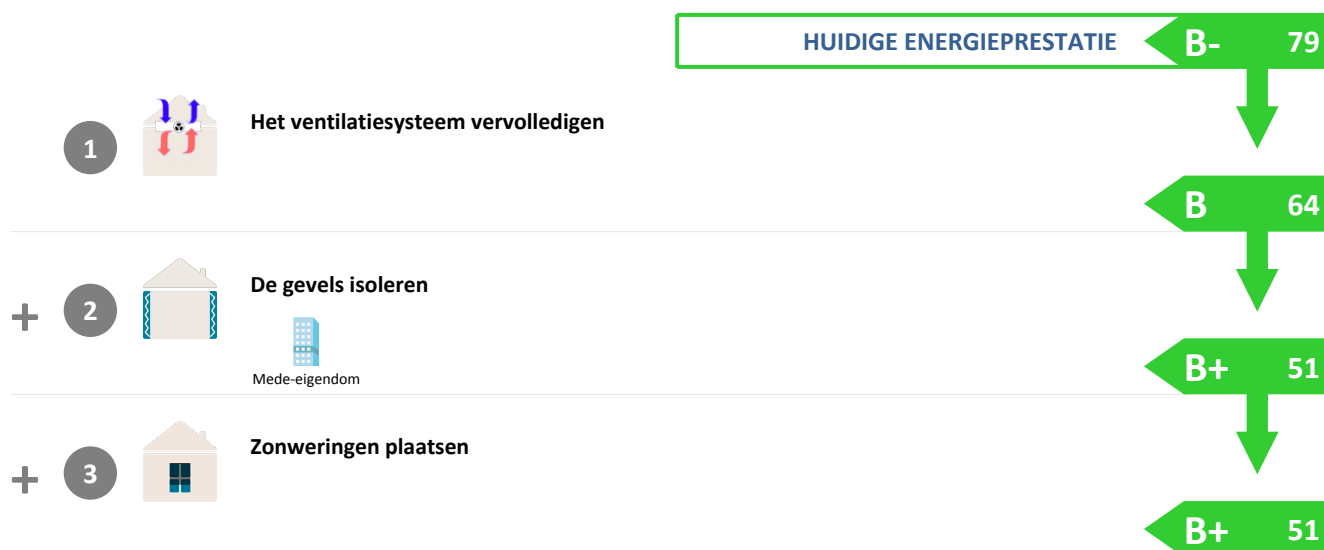 HUIDIGE ENERGIEPRESTATIE B- 79
1 Het ventilatiesysteem vervolledigen
B 64
+ 2 De gevels isoleren
Mede-eigendom
B+ 51
+ 3 Zonweringen plaatsen
B+ 51